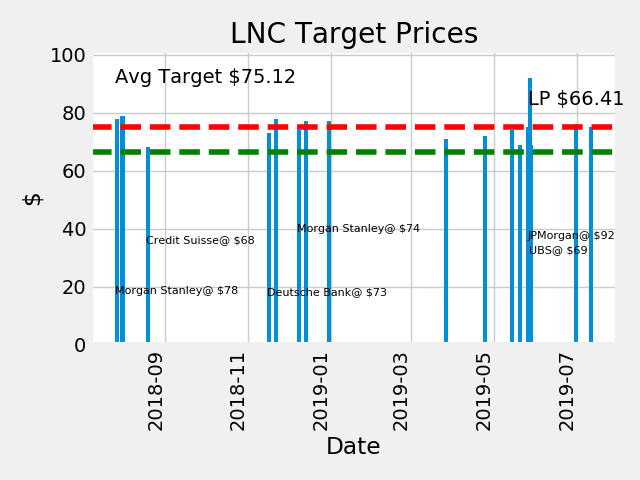 LNC Target Prices
100
Avg Target $75.12
LP $66.41
80
60
$
40
Morgan Stanley@ $74
Credit Suisse@ $68
JPMorgan@ $92
UBS@ $69
20
Morgan Stanley@ $78
Deutsche Bank@ $73
0
2018-09
2018-11
2019-01
2019-03
2019-05
2019-07
Date